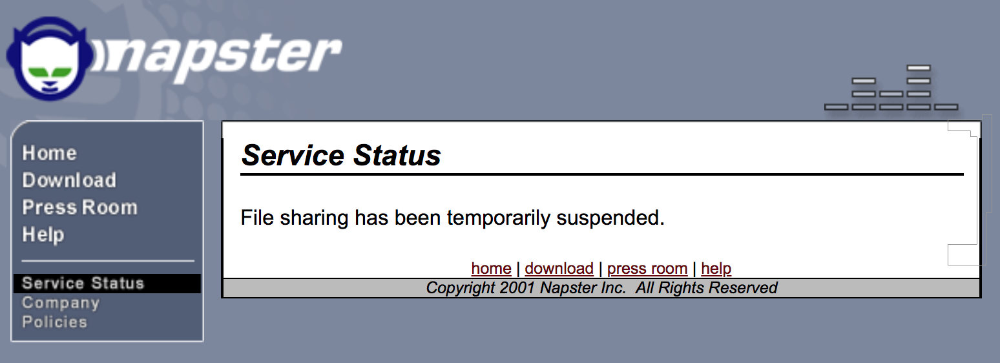 napster
Home
Download
Press Room
Help
Service Status
Company
Policies
Service Status
File sharing has been temporarily suspended.
home | download | press room | help
Copyright 2001 Napster Inc.  All Rights Reserved